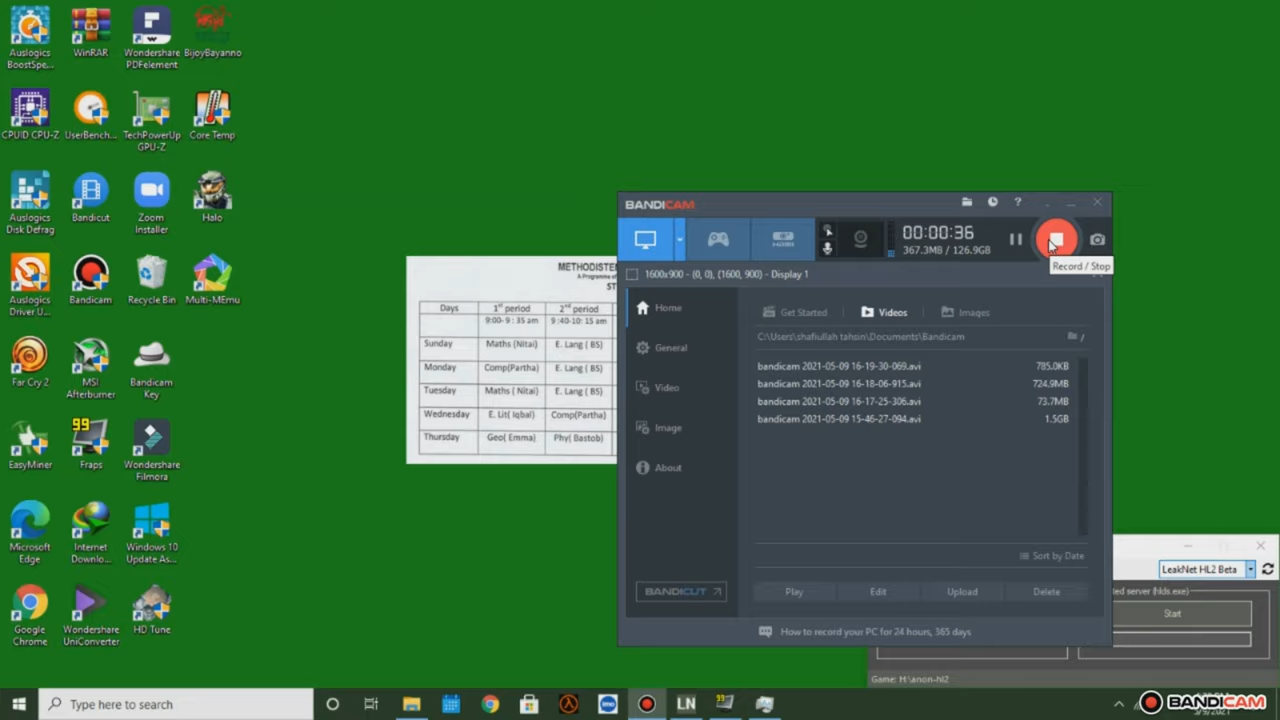 Auslogics BoostSpe...
WinRAR
Wondershare PDFelement
BijoyBayanno
CPUID CPU-Z
UserBench...
TechPowerUp GPU-Z
Core Temp
Auslogics Disk Defrag
Bandicut
Zoom Installer
Halo
Auslogics Driver U...
Bandicam
Recycle Bin
Multi-MEmu
Far Cry 2
MSI Afterburner
Bandicam Key
EasyMiner
99
Fraps
Wondershare Filmora
Microsoft Edge
Internet Downlo...
Windows 10 Update As...
Google Chrome
Wondershare UniConverter
HD Tune
METHODIST
A Programme
ST
Days 1st period 2nd period
9:00- 9 : 35 am 9 :40-10: 15 am
Sunday Maths (Nitai) E. Lang ( BS)
Monday Comp(Partha) E. Lang ( BS)
Tuesday Maths ( Nitai) E. Lang ( BS)
Wednesday E. Lit( Iqbal) Comp(Partha)
Thursday Geo( Emma) Phy( Bastob)
BANDICAM
HDMI
00:00:36
367.3MB / 126.9GB
Record / Stop
1600x900 - (0, 0), (1600, 900) - Display 1
Home
General
Video
Image
About
Get Started Videos Images
C:\Users\shafiullah tahsin\Documents\Bandicam
bandicam 2021-05-09 16-19-30-069.avi 785.0KB
bandicam 2021-05-09 16-18-06-915.avi 724.9MB
bandicam 2021-05-09 16-17-25-306.avi 73.7MB
bandicam 2021-05-09 15-46-27-094.avi 1.5GB
Sort by Date
BANDICUT
Play Edit Upload Delete
How to record your PC for 24 hours, 365 days
LeakNet HL2 Beta
ted server (hlds.exe)
Start
Game: H:\anon-hl2
Type here to search
imo
LN
99
BANDICAM